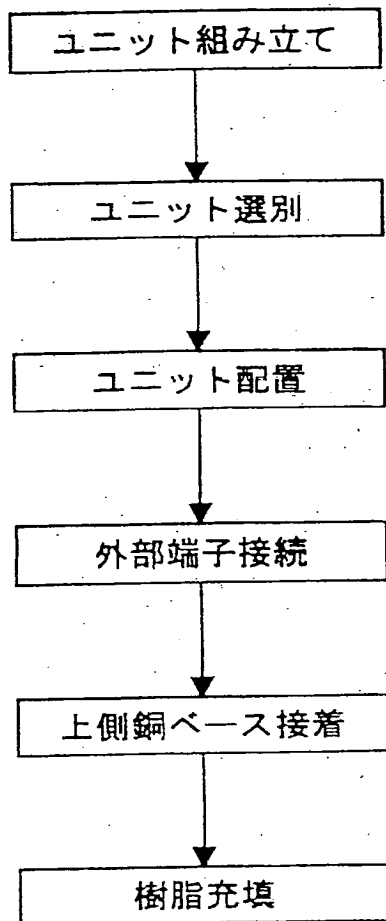 ユニット組み立て
ユニット選別
ユニット配置
外部端子接続
上側銅ベース接着
樹脂充填